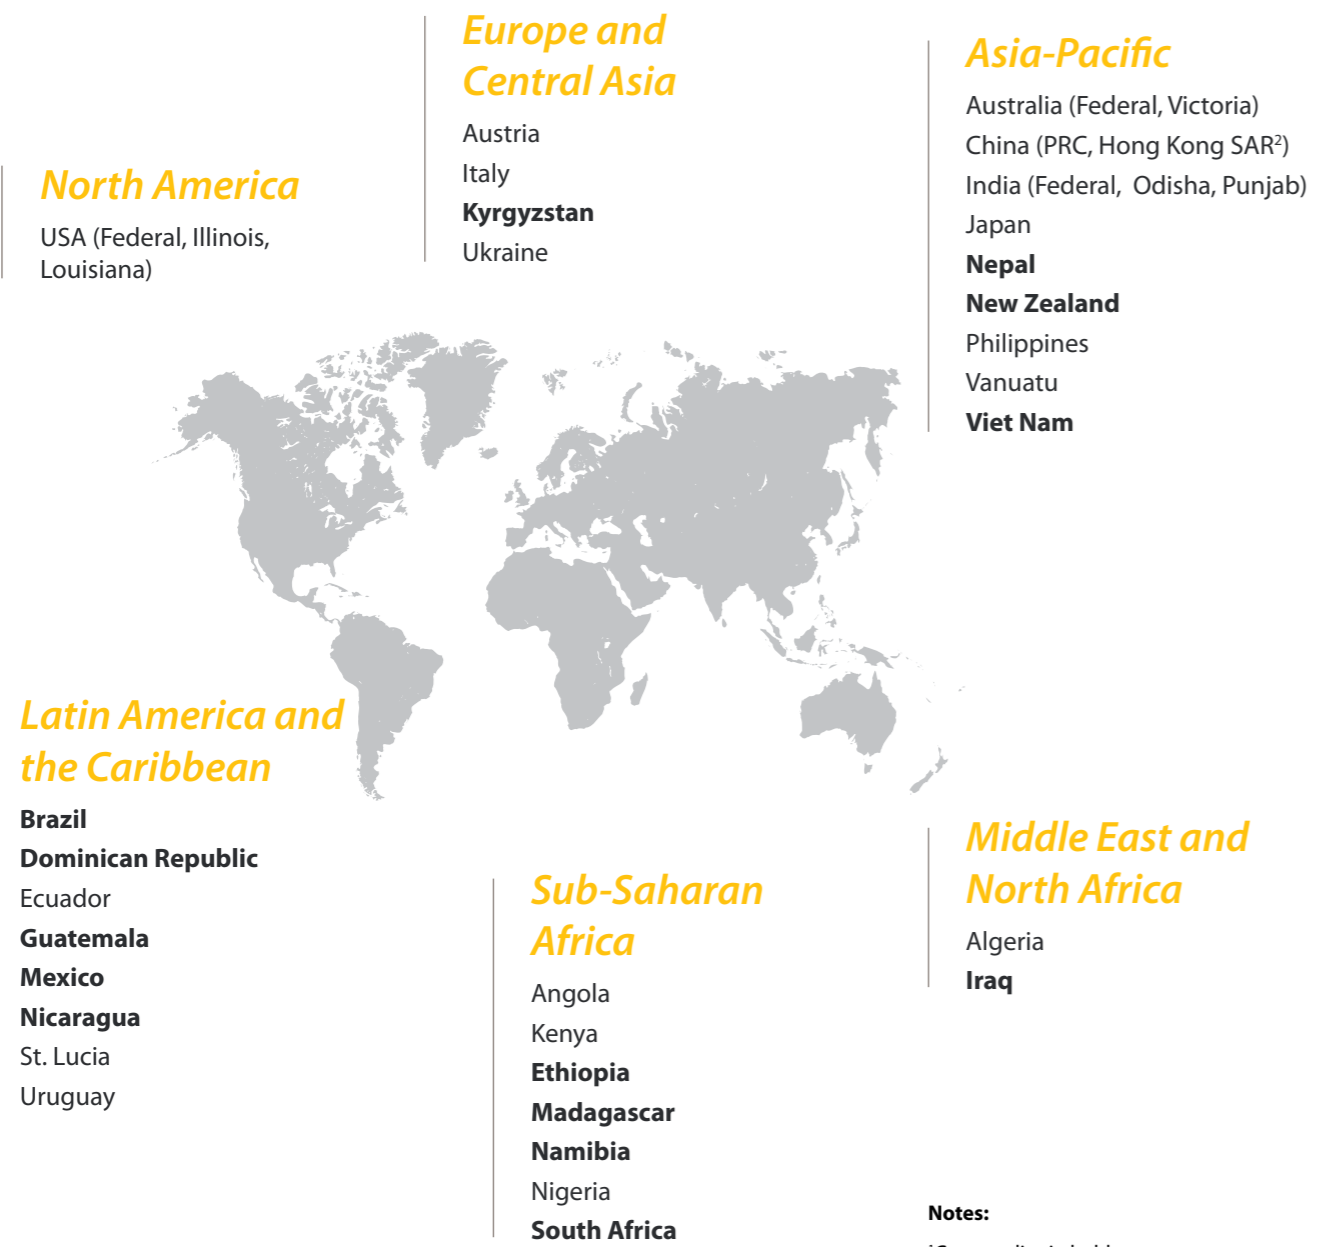 North America
USA (Federal, Illinois,
Louisiana)
Europe and
Central Asia
Austria
Italy
Kyrgyzstan
Ukraine
Asia-Pacific
Australia (Federal, Victoria)
China (PRC, Hong Kong SAR²)
India (Federal, Odisha, Punjab)
Japan
Nepal
New Zealand
Philippines
Vanuatu
Viet Nam
Latin America and
the Caribbean
Brazil
Dominican Republic
Ecuador
Guatemala
Mexico
Nicaragua
St. Lucia
Uruguay
Sub-Saharan
Africa
Angola
Kenya
Ethiopia
Madagascar
Namibia
Nigeria
South Africa
Middle East and
North Africa
Algeria
Iraq
Notes: